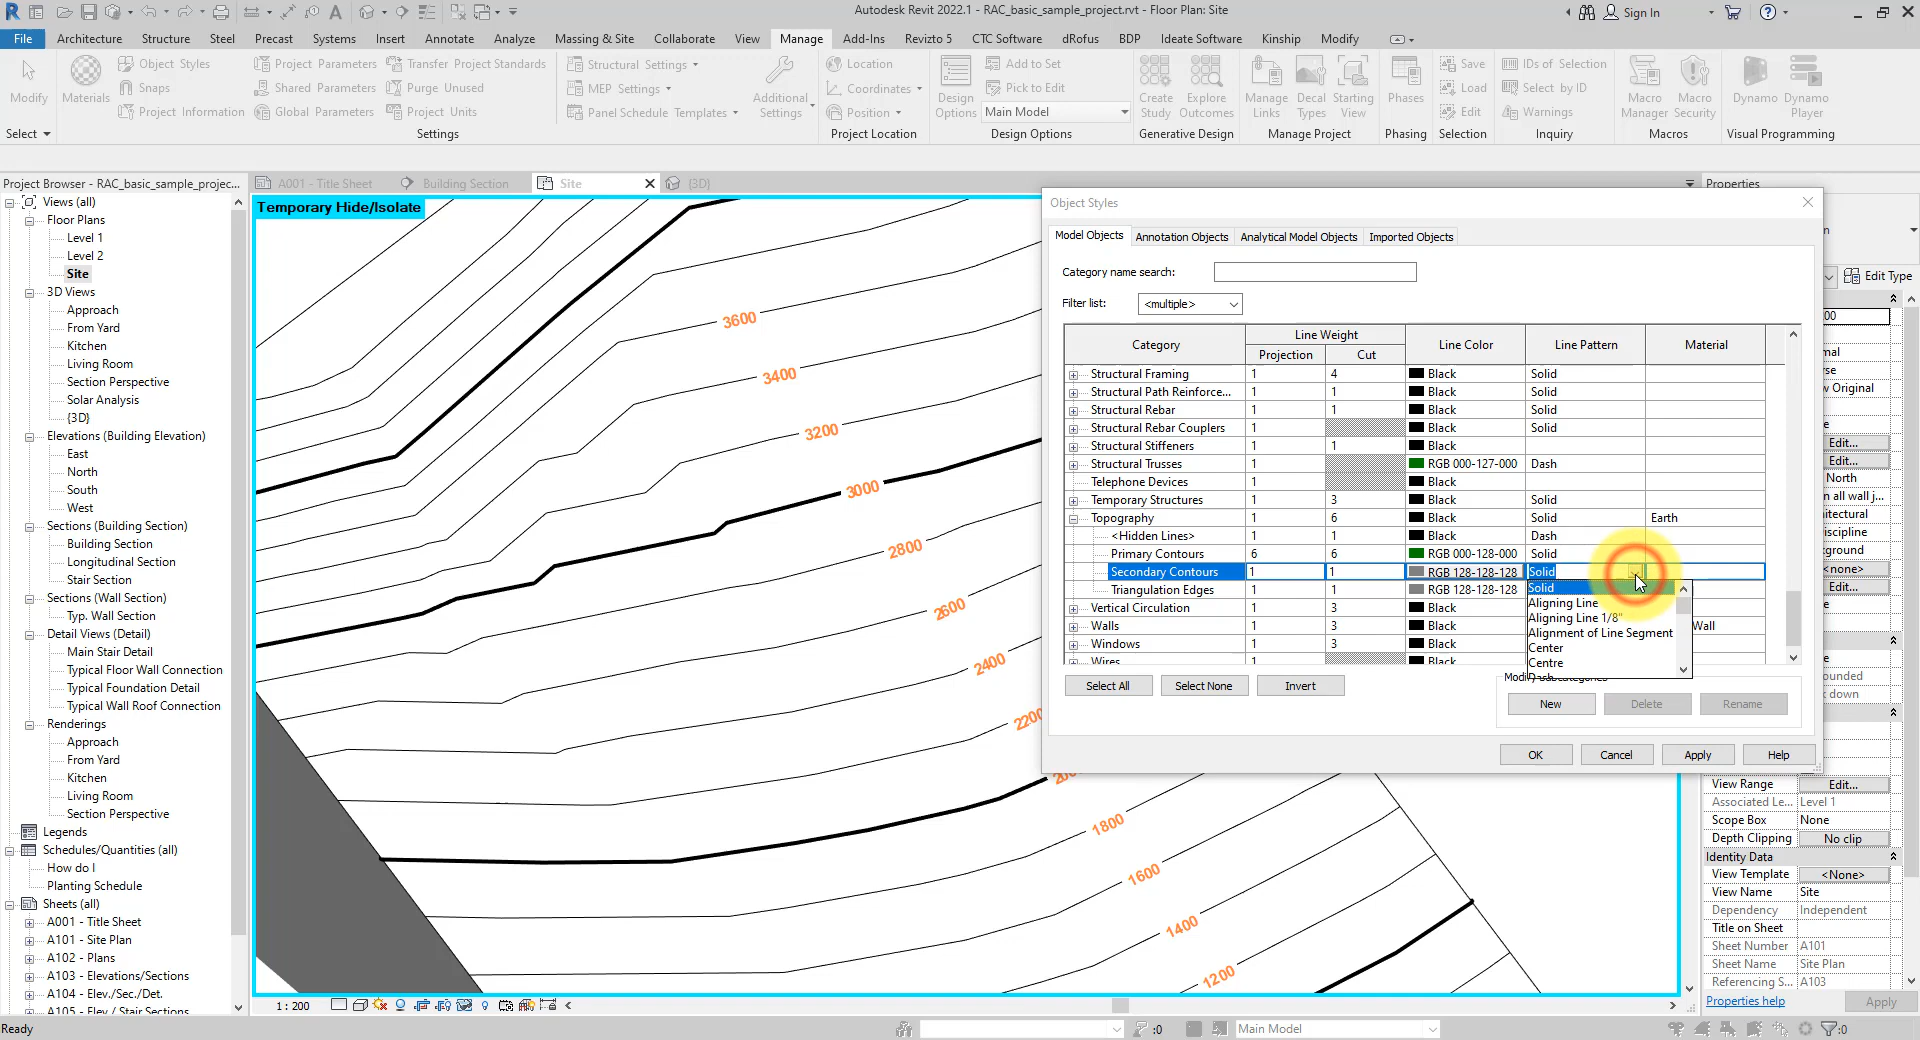 Autodesk Revit 2022.1 - RAC_basic_sample_project.rvt - Floor Plan: Site
Sign In
File Architecture Structure Steel Precast Systems Insert Annotate Analyze Massing & Site Collaborate View Manage Add-Ins Revizto 5 CTC Software dRofus BDP Ideate Software Kinship Modify
Object Styles Project Parameters Transfer Project Standards Structural Settings Location Add to Set Save IDs of Selection
Snaps Shared Parameters Purge Unused MEP Settings Coordinates Pick to Edit Load Select by ID
Project Information Global Parameters Project Units Panel Schedule Templates Position Main Model Edit Warnings
Modify Materials Additional Settings Design Options Create Study Explore Outcomes Manage Links Decal Types Starting View Phases Macro Manager Macro Security Dynamo Dynamo Player
Select Settings Project Location Design Options Generative Design Manage Project Phasing Selection Inquiry Macros Visual Programming
Project Browser - RAC_basic_sample_projec...
A001 - Title Sheet Building Section Site {3D}
Properties
Views (all)
Floor Plans
Level 1
Level 2
Site
3D Views
Approach
From Yard
Kitchen
Living Room
Section Perspective
Solar Analysis
{3D}
Elevations (Building Elevation)
East
North
South
West
Sections (Building Section)
Building Section
Longitudinal Section
Stair Section
Sections (Wall Section)
Typ. Wall Section
Detail Views (Detail)
Main Stair Detail
Typical Floor Wall Connection
Typical Foundation Detail
Typical Wall Roof Connection
Renderings
Approach
From Yard
Kitchen
Living Room
Section Perspective
Legends
Schedules/Quantities (all)
How do I
Planting Schedule
Sheets (all)
A001 - Title Sheet
A101 - Site Plan
A102 - Plans
A103 - Elevations/Sections
A104 - Elev./Sec./Det.
A105 - Elev / Stair Sections
Temporary Hide/Isolate
3600
3400
3200
3000
2800
2600
2400
2200
1800
1600
1400
1200
Object Styles
Model Objects Annotation Objects Analytical Model Objects Imported Objects
Category name search:
Filter list: <multiple>
Category Line Weight Line Color Line Pattern Material
Projection Cut
Structural Framing 1 4 Black Solid
Structural Path Reinforce... 1 1 Black Solid
Structural Rebar 1 1 Black Solid
Structural Rebar Couplers 1 Black Solid
Structural Stiffeners 1 1 Black
Structural Trusses 1 RGB 000-127-000 Dash
Telephone Devices 1 Black
Temporary Structures 1 3 Black Solid
Topography 1 6 Black Solid Earth
<Hidden Lines> 1 1 Black Dash
Primary Contours 6 6 RGB 000-128-000 Solid
Secondary Contours 1 1 RGB 128-128-128 Solid
Triangulation Edges 1 1 RGB 128-128-128
Vertical Circulation 1 3 Black
Walls 1 3 Black Wall
Windows 1 3 Black
Wires 1 Black
Solid
Aligning Line
Aligning Line 1/8"
Alignment of Line Segment
Center
Centre
Dash
Select All Select None Invert
Modify Subcategories
New Delete Rename
OK Cancel Apply Help
Edit Type
Edit...
Edit...
North
<none>
Edit...
View Range Edit...
Associated Le... Level 1
Scope Box None
Depth Clipping No clip
Identity Data
View Template <None>
View Name Site
Dependency Independent
Title on Sheet
Sheet Number A101
Sheet Name Site Plan
Referencing S... A103
Properties help Apply
1 : 200
Ready
:0 Main Model :0